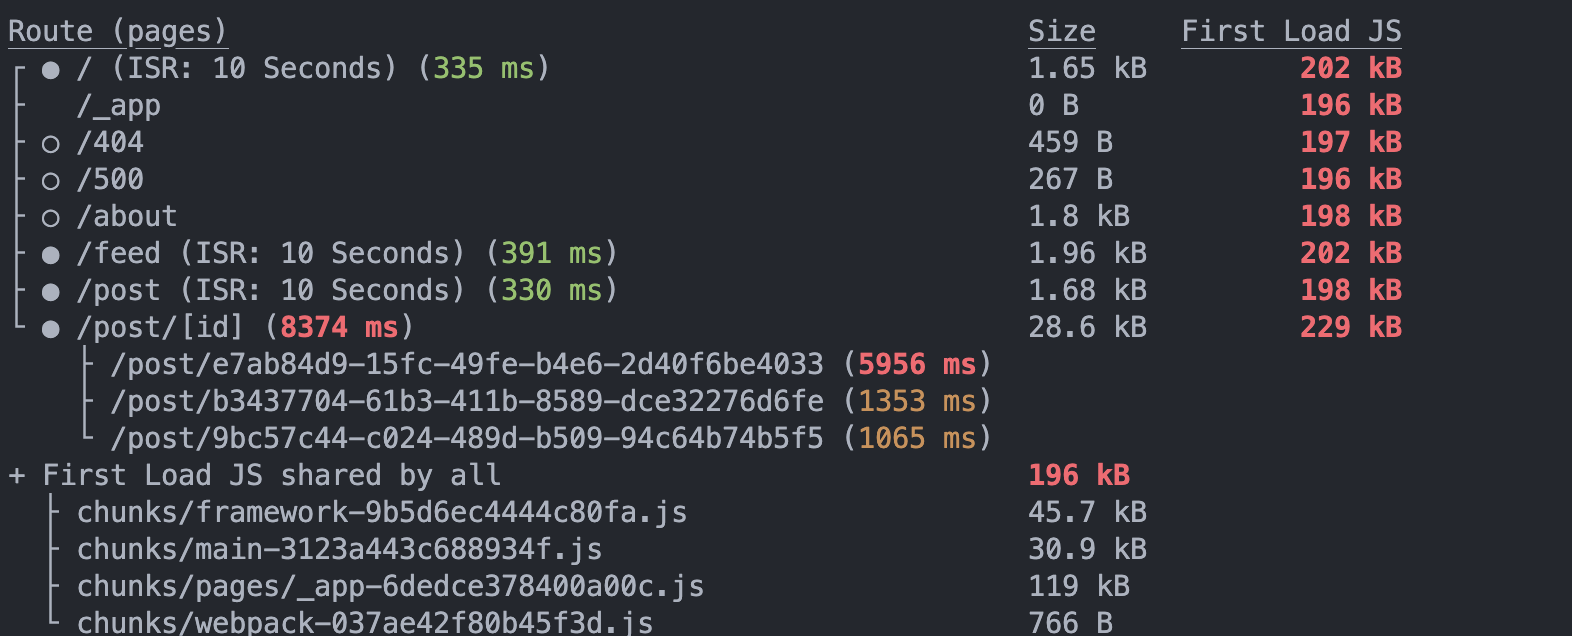 Route (pages) Size First Load JS
┌ ● / (ISR: 10 Seconds) (335 ms) 1.65 kB 202 kB
├ /_app 0 B 196 kB
├ ○ /404 459 B 197 kB
├ ○ /500 267 B 196 kB
├ ○ /about 1.8 kB 198 kB
├ ● /feed (ISR: 10 Seconds) (391 ms) 1.96 kB 202 kB
├ ● /post (ISR: 10 Seconds) (330 ms) 1.68 kB 198 kB
└ ● /post/[id] (8374 ms) 28.6 kB 229 kB
├ /post/e7ab84d9-15fc-49fe-b4e6-2d40f6be4033 (5956 ms)
├ /post/b3437704-61b3-411b-8589-dce32276d6fe (1353 ms)
└ /post/9bc57c44-c024-489d-b509-94c64b74b5f5 (1065 ms)
+ First Load JS shared by all 196 kB
├ chunks/framework-9b5d6ec4444c80fa.js 45.7 kB
├ chunks/main-3123a443c688934f.js 30.9 kB
├ chunks/pages/_app-6dedce378400a00c.js 119 kB
└ chunks/webpack-037ae42f80b45f3d.js 766 B